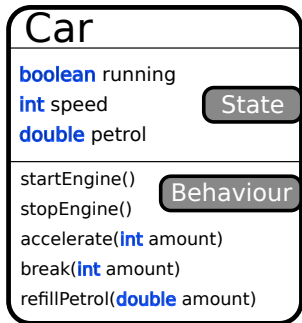 Car
boolean running
int speed
State
double petrol
startEngine()
Behaviour
stopEngine()
accelerate(int amount)
break(int amount)
refillPetrol(double amount)